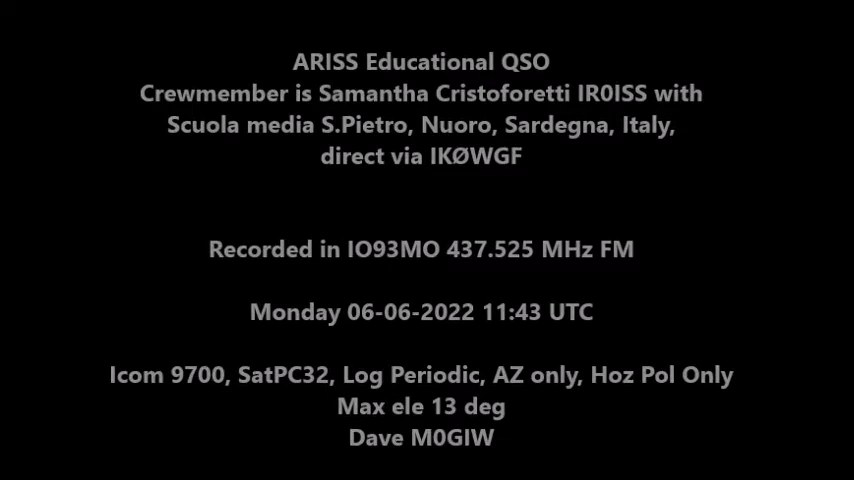 ARISS Educational QSO
Crewmember is Samantha Cristoforetti IR0ISS with
Scuola media S.Pietro, Nuoro, Sardegna, Italy,
direct via IKØWGF
Recorded in IO93MO 437.525 MHz FM
Monday 06-06-2022 11:43 UTC
Icom 9700, SatPC32, Log Periodic, AZ only, Hoz Pol Only
Max ele 13 deg
Dave M0GIW